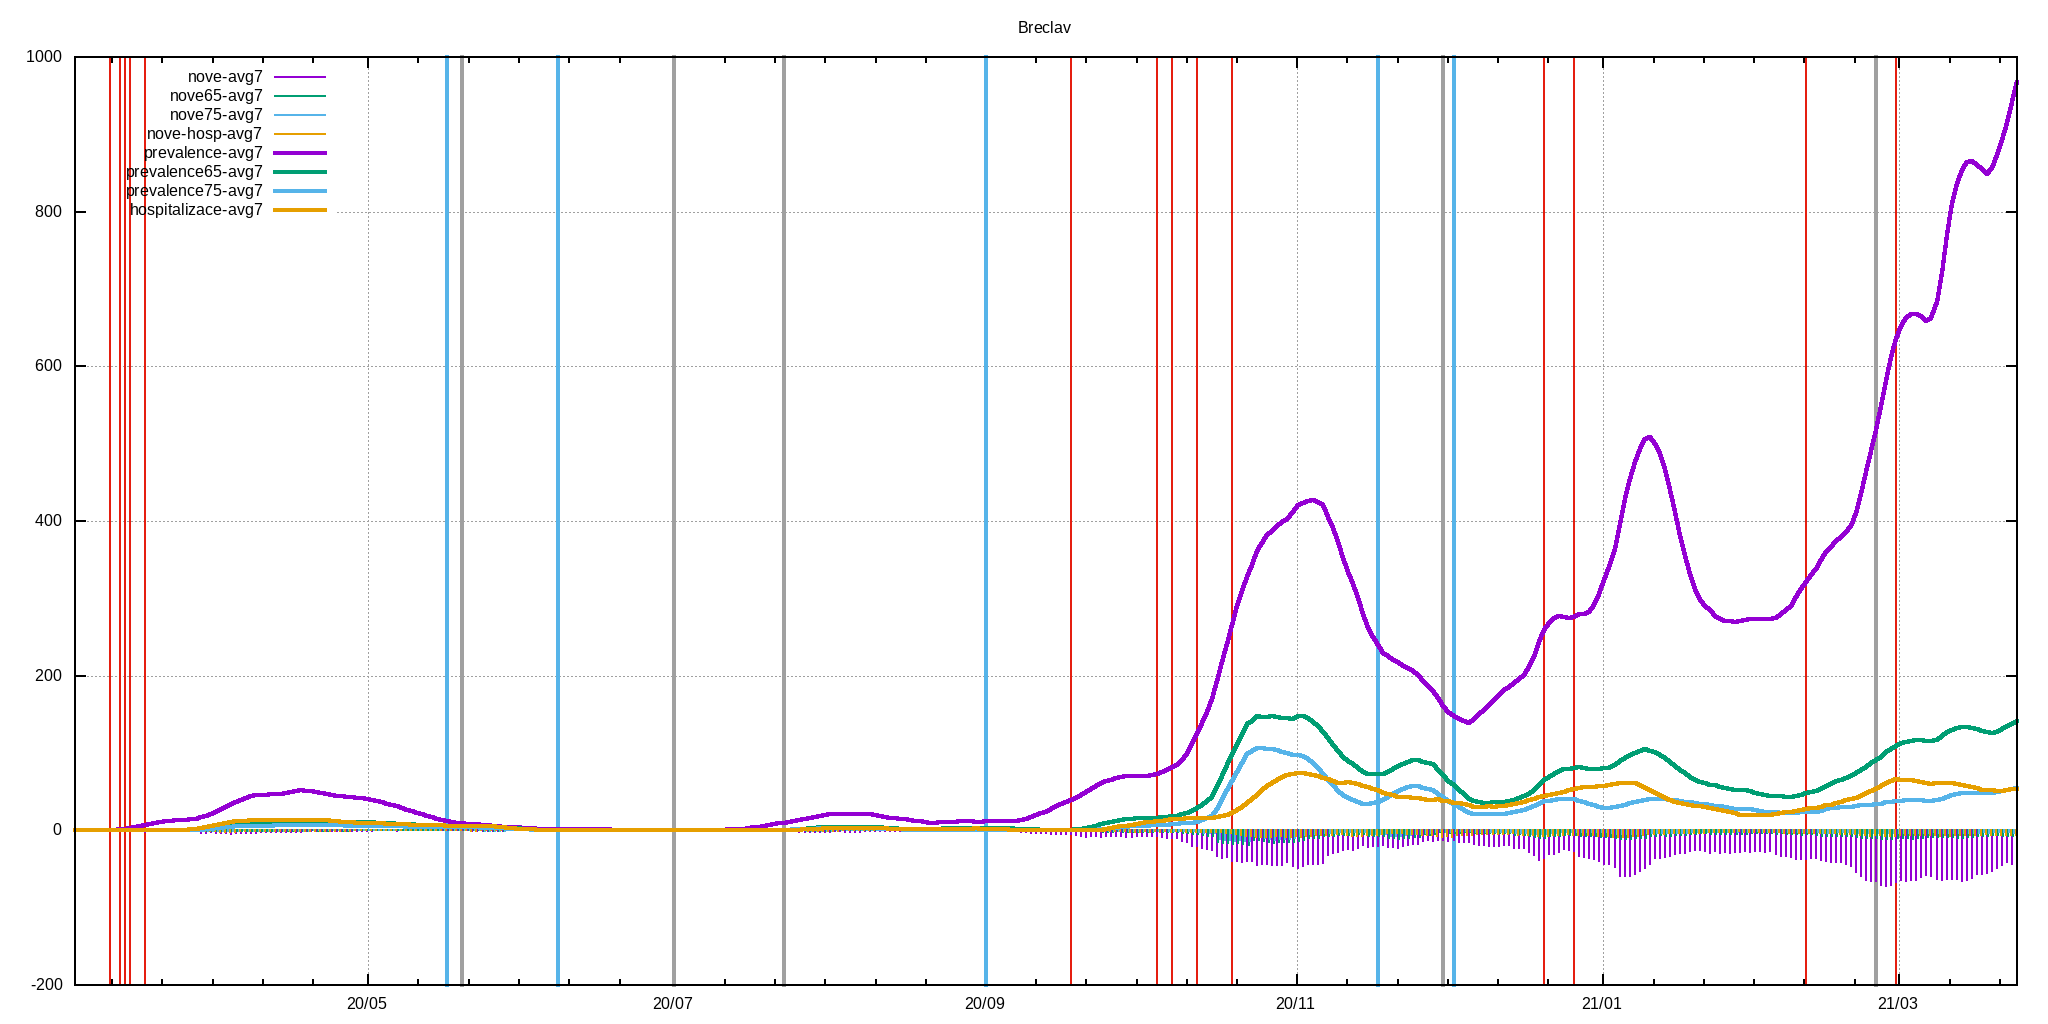 Breclav
1000
nove-avg7
nove65-avg7
nove75-avg7
nove-hosp-avg7
prevalence-avg7
prevalence65-avg7
prevalence75-avg7
hospitalizace-avg7
800
600
400
200
0
-200
20/05 20/07 20/09 20/11 21/01 21/03